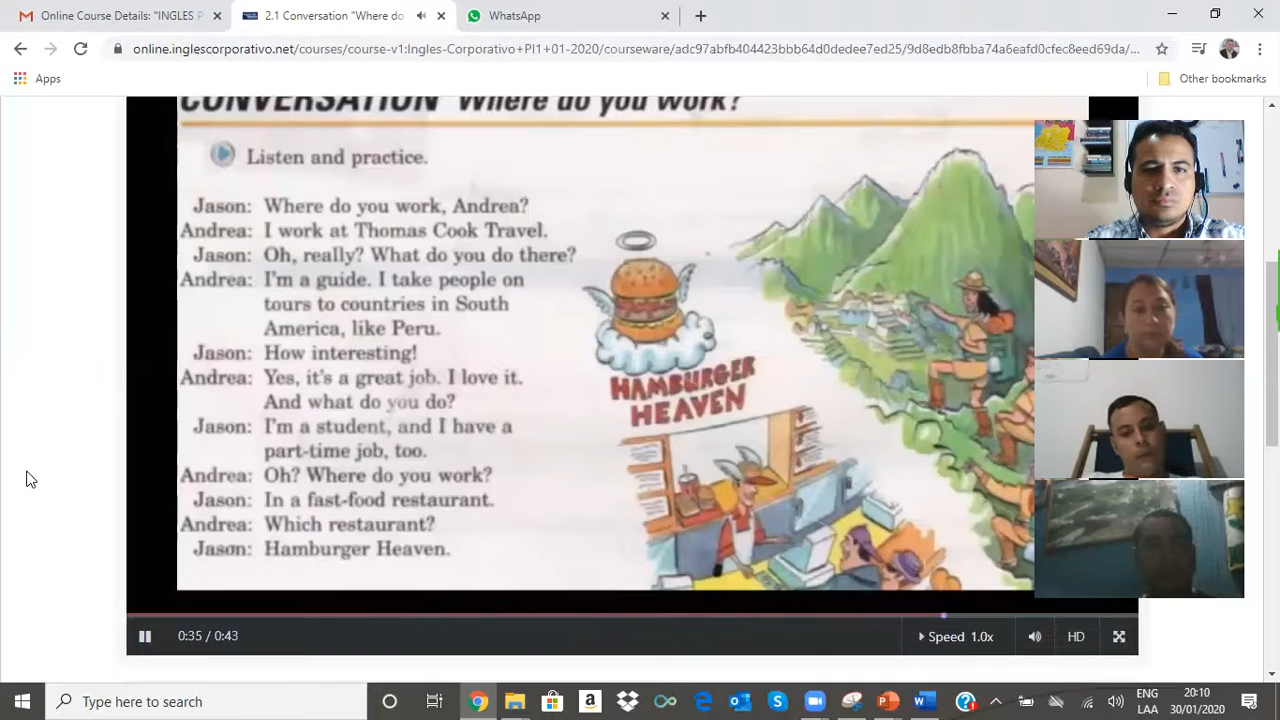 Online Course Details: "INGLES P
2.1 Conversation "Where do
WhatsApp
online.inglescorporativo.net/courses/course-v1:Ingles-Corporativo+PI1+01-2020/courseware/adc97abfb404423bbb64d0dedee7ed25/9d8edb8fbba74a6eafd0cfec8eed69da/...
Apps
Other bookmarks
CONVERSATION Where do you work?
Listen and practice.
Jason: Where do you work, Andrea?
Andrea: I work at Thomas Cook Travel.
Jason: Oh, really? What do you do there?
Andrea: I'm a guide. I take people on
tours to countries in South
America, like Peru.
Jason: How interesting!
Andrea: Yes, it's a great job. I love it.
And what do you do?
Jason: I'm a student, and I have a
part-time job, too.
Andrea: Oh? Where do you work?
Jason: In a fast-food restaurant.
Andrea: Which restaurant?
Jason: Hamburger Heaven.
HAMBURGER
HEAVEN
0:35 / 0:43
Speed 1.0x
HD
Type here to search
ENG
LAA
20:10
30/01/2020